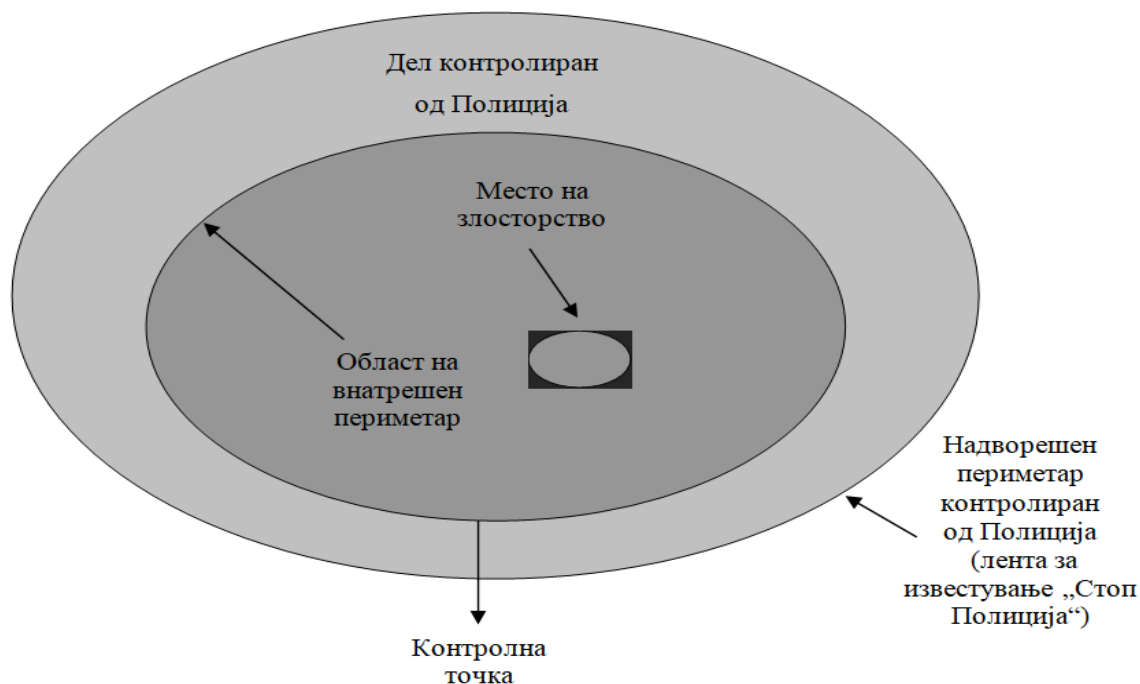 Дел контролиран
од Полиција
Место на
злосторство
Област на
внатрешен
периметар
Надворешен
периметар
контролиран
од Полиција
(лента за
известување „Стоп
Полиција“)
Контролна
точка